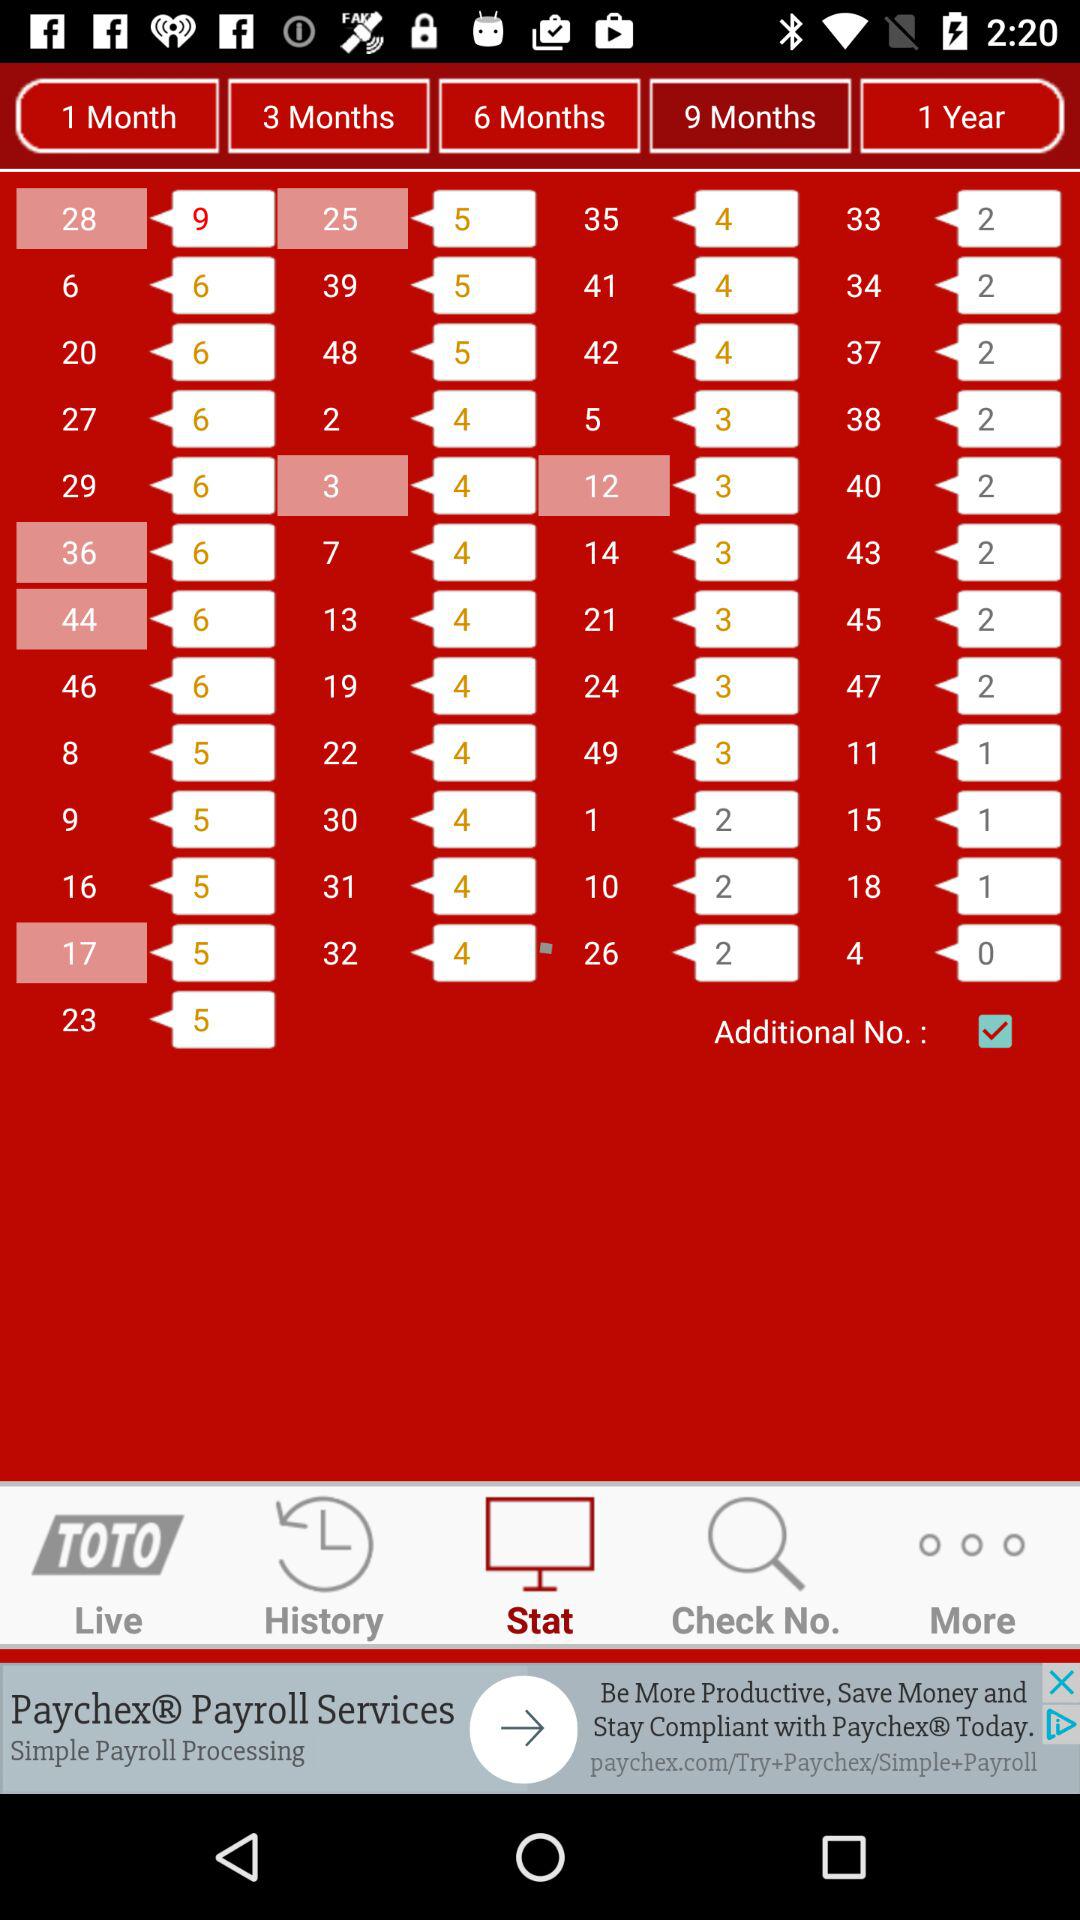 FAKE 2:20
1 Month 3 Months 6 Months 9 Months 1 Year
28 9 25 5 35 4 33 2
6 6 39 5 41 4 34 2
20 6 48 5 42 4 37 2
27 6 2 4 5 3 38 2
29 6 3 4 12 3 40 2
36 6 7 4 14 3 43 2
44 6 13 4 21 3 45 2
46 6 19 4 24 3 47 2
8 5 22 4 49 3 11 1
9 5 30 4 1 2 15 1
16 5 31 4 10 2 18 1
17 5 32 4 26 2 4 0
23 5 Additional No. :
TOTO
Live History Stat Check No. More
Paychex® Payroll Services
Simple Payroll Processing
Be More Productive, Save Money and
Stay Compliant with Paychex® Today.
paychex.com/Try+Paychex/Simple+Payroll